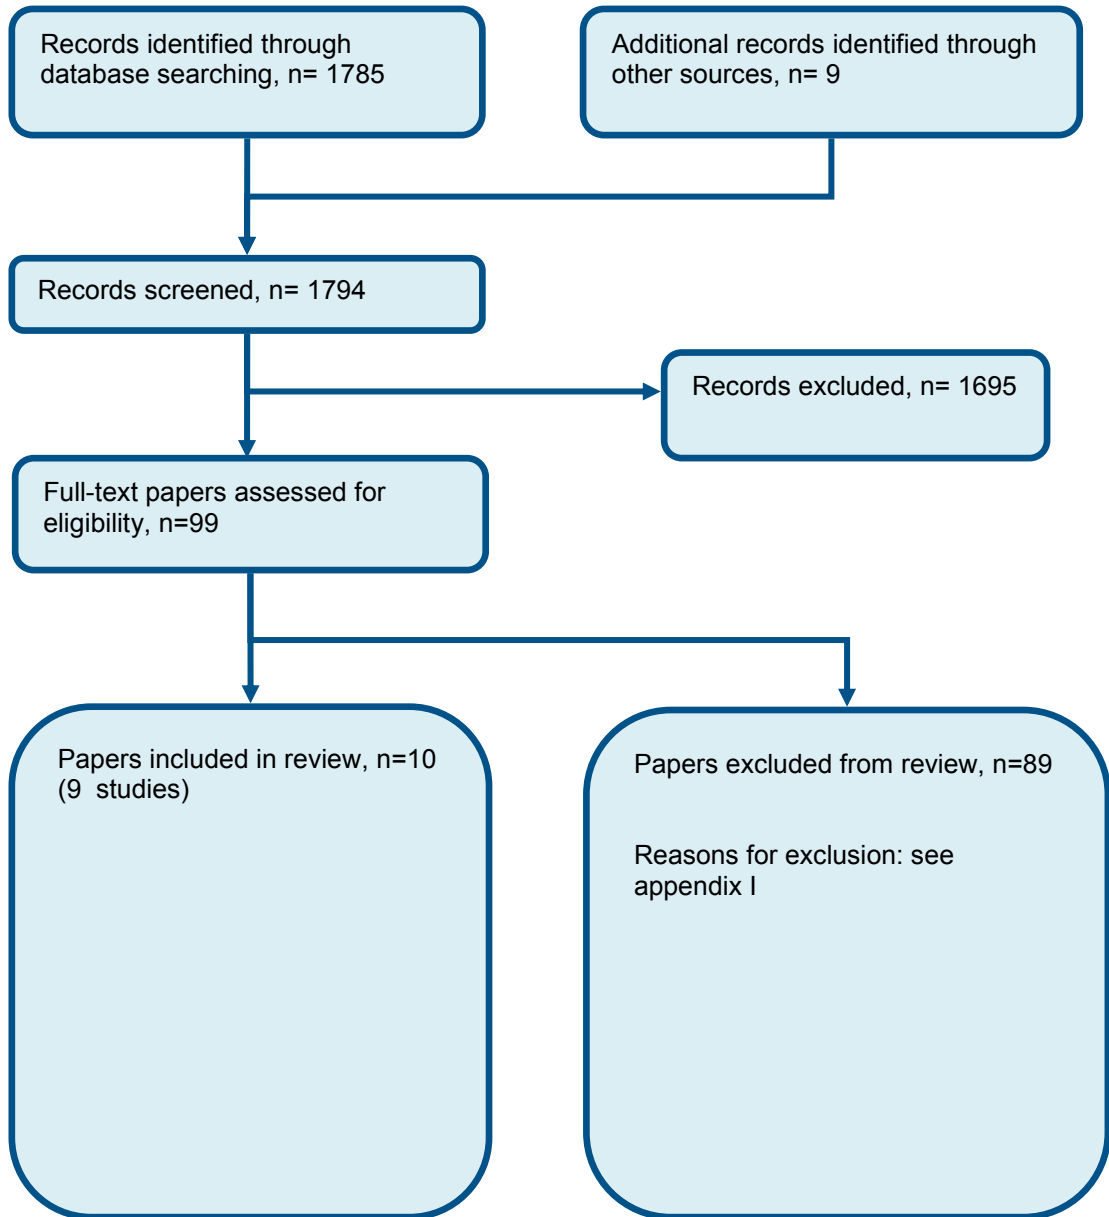 Records identified through
database searching, n= 1785
Additional records identified through
other sources, n= 9
Records screened, n= 1794
Records excluded, n= 1695
Full-text papers assessed for
eligibility, n=99
Papers included in review, n=10
(9  studies)
Papers excluded from review, n=89
Reasons for exclusion: see
appendix I